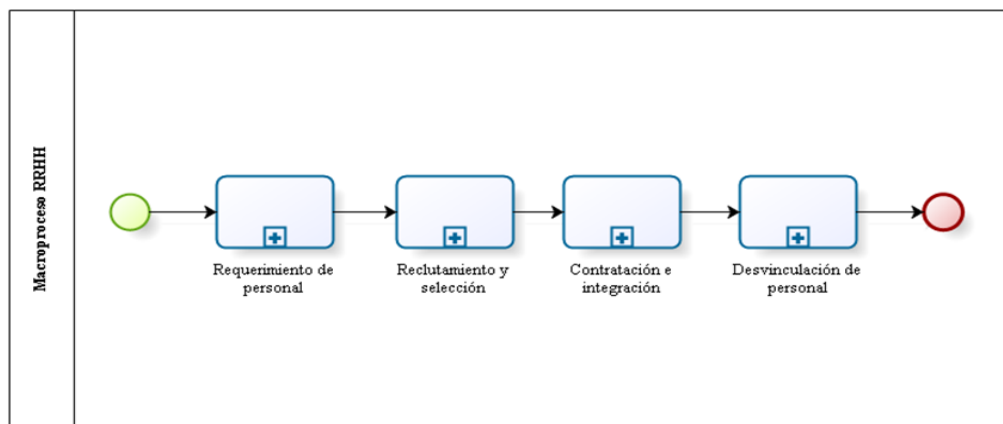 Macroproceso RRHH
Requerimiento de
personal
Reclutamiento y
selección
Contratación e
integración
Desvinculación de
personal